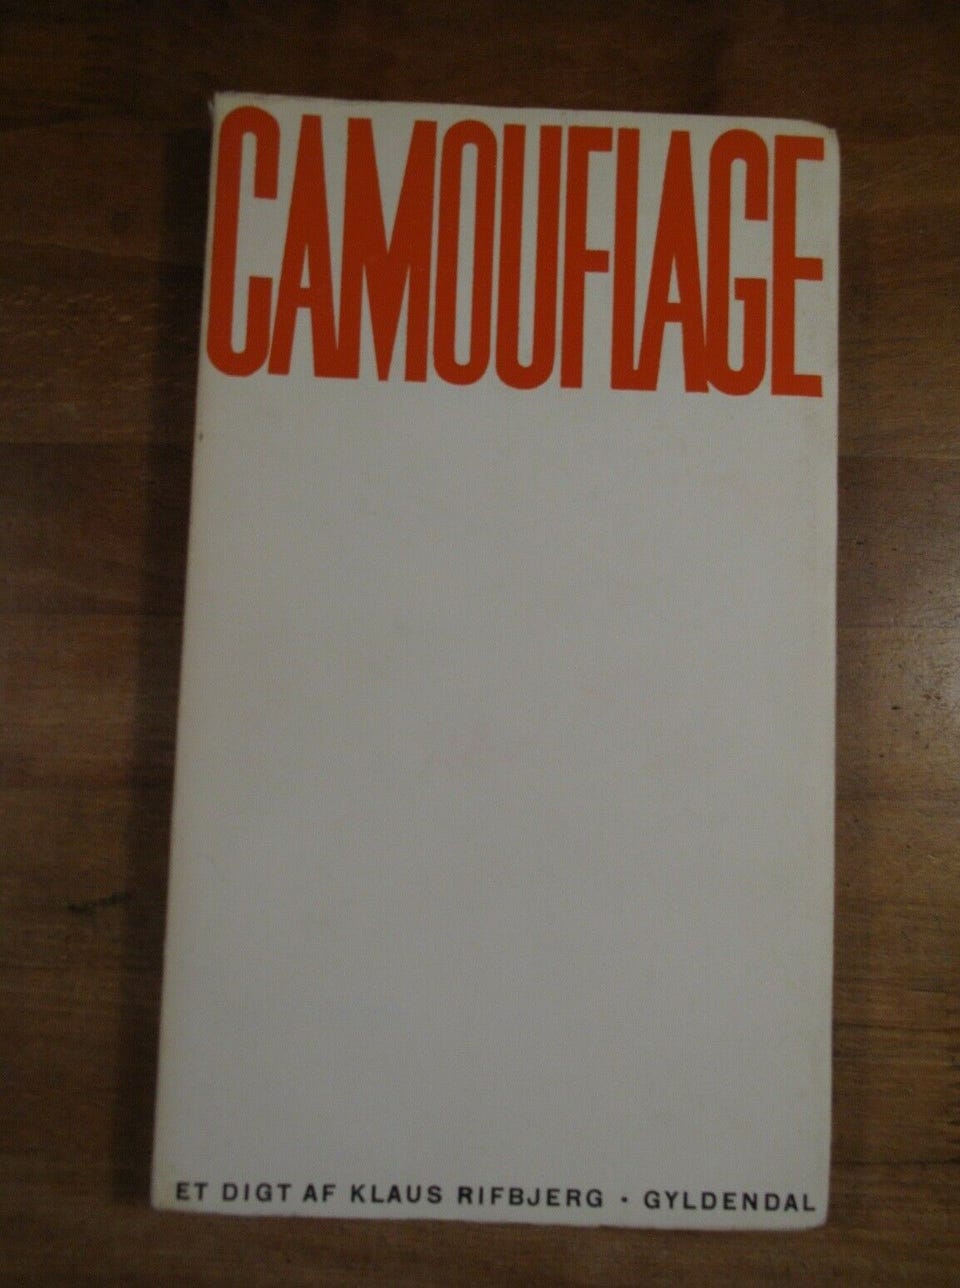 CAMOUFLAGE
ET DIGT AF KLAUS RIFBJERG · GYLDENDAL